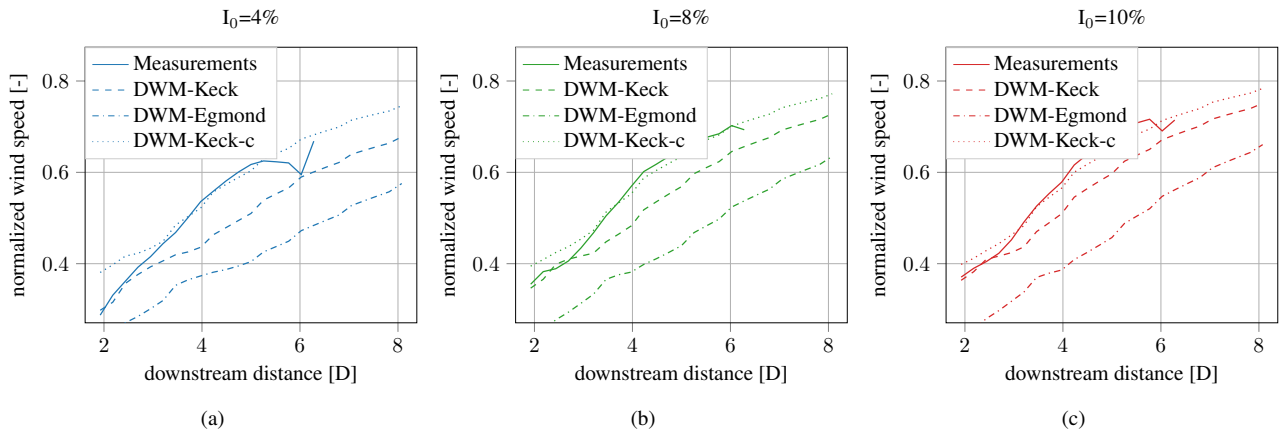 I0=4%
normalized wind speed [-]
0.8
0.6
0.4
Measurements
DWM-Keck
DWM-Egmond
DWM-Keck-c
2 4 6 8
downstream distance [D]
(a)
I0=8%
normalized wind speed [-]
0.8
0.6
0.4
Measurements
DWM-Keck
DWM-Egmond
DWM-Keck-c
2 4 6 8
downstream distance [D]
(b)
I0=10%
normalized wind speed [-]
0.8
0.6
0.4
Measurements
DWM-Keck
DWM-Egmond
DWM-Keck-c
2 4 6 8
downstream distance [D]
(c)